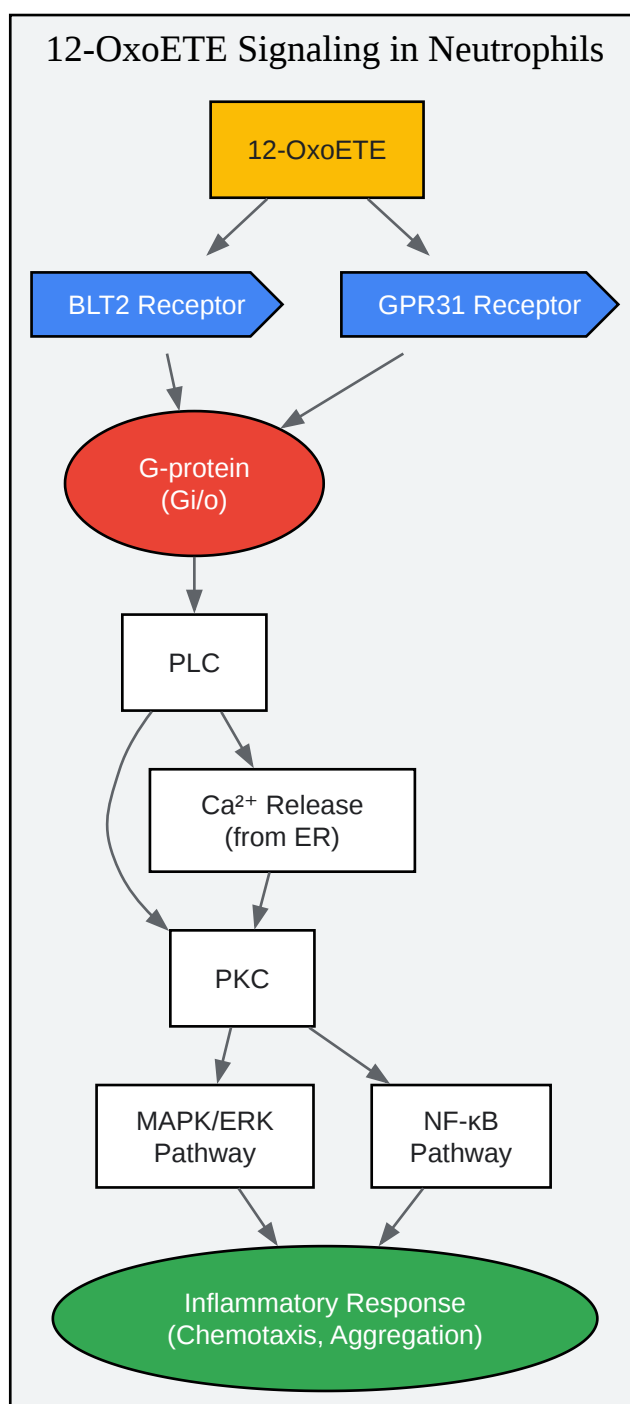 12-OxoETE Signaling in Neutrophils
12-OxoETE
BLT2 Receptor
GPR31 Receptor
G-protein
(Gi/o)
PLC
Ca²⁺ Release
(from ER)
PKC
MAPK/ERK
Pathway
NF-κB
Pathway
Inflammatory Response
(Chemotaxis, Aggregation)